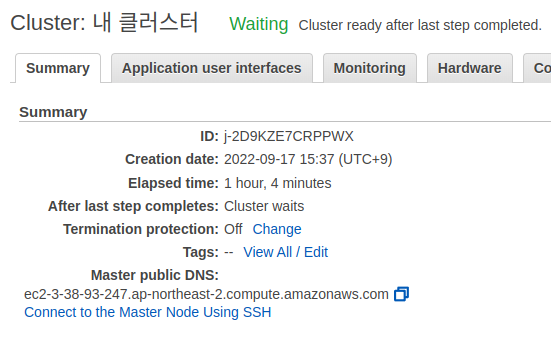 Cluster: 내 클러스터 Waiting Cluster ready after last step completed.
Summary Application user interfaces Monitoring Hardware Co
Summary
ID: j-2D9KZE7CRPPWX
Creation date: 2022-09-17 15:37 (UTC+9)
Elapsed time: 1 hour, 4 minutes
After last step completes: Cluster waits
Termination protection: Off Change
Tags: -- View All / Edit
Master public DNS:
ec2-3-38-93-247.ap-northeast-2.compute.amazonaws.com
Connect to the Master Node Using SSH